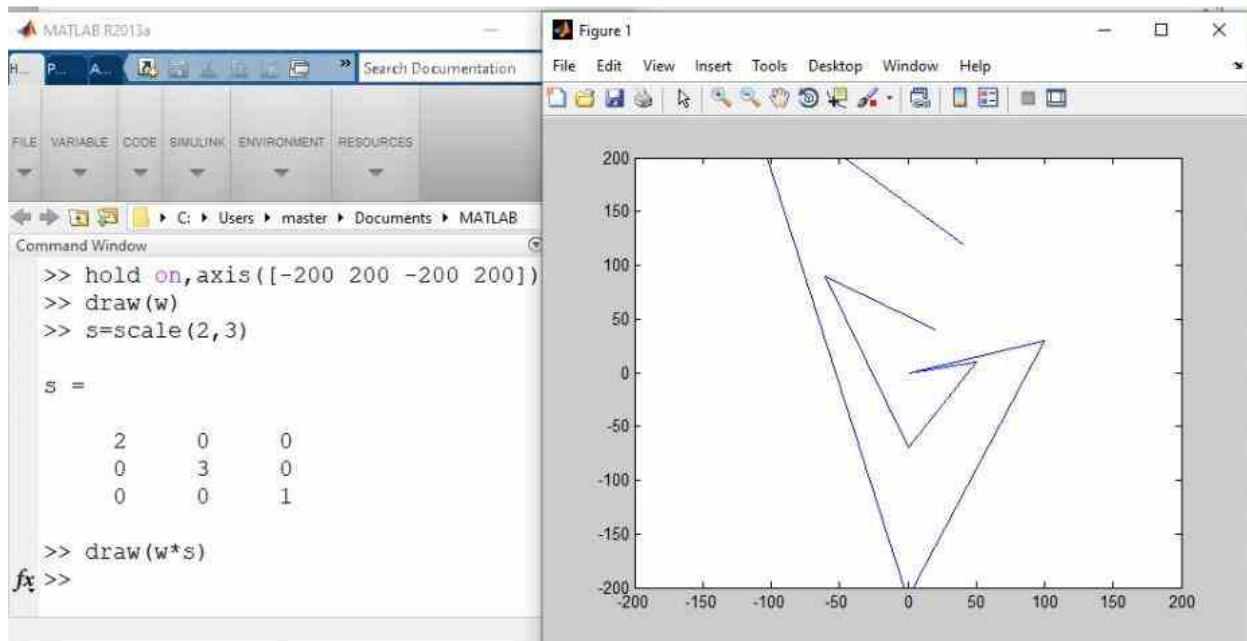 MATLAB R2013a
H... P... A... » Search Documentation
FILE VARIABLE CODE SIMULINK ENVIRONMENT RESOURCES
C: Users master Documents MATLAB
Command Window
>> hold on,axis([-200 200 -200 200])
>> draw(w)
>> s=scale(2,3)
s =
2 0 0
0 3 0
0 0 1
>> draw(w*s)
fx >>
Figure 1
File Edit View Insert Tools Desktop Window Help
200
150
100
50
0
-50
-100
-150
-200
-200 -150 -100 -50 0 50 100 150 200